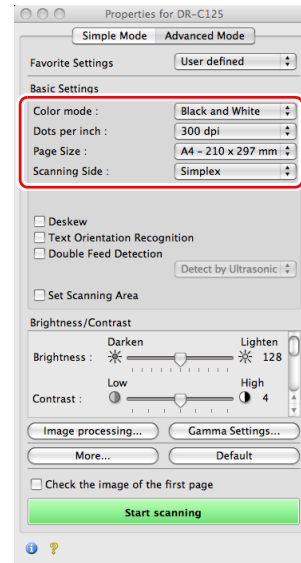 Properties for DR-C125
Simple Mode Advanced Mode
Favorite Settings User defined
Basic Settings
Color mode : Black and White
Dots per inch : 300 dpi
Page Size : A4 - 210 x 297 mm
Scanning Side : Simplex
Deskew
Text Orientation Recognition
Double Feed Detection
Detect by Ultrasonic
Set Scanning Area
Brightness/Contrast
Darken Lighten
Brightness : 128
Low High
Contrast : 4
Image processing... Gamma Settings...
More... Default
Check the image of the first page
Start scanning